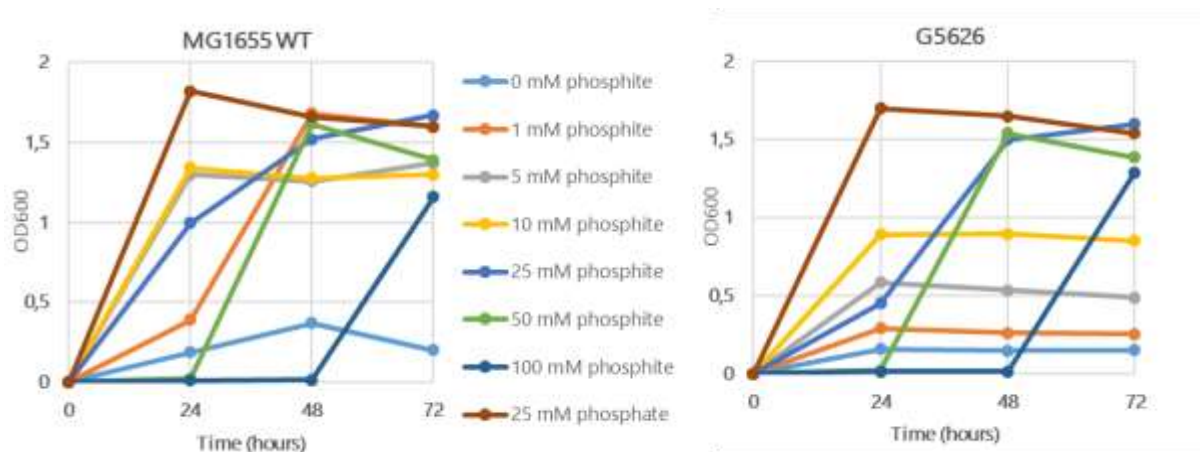 MG1655 WT
2
1,5
1
0,5
0
OD600
0 24 48 72
Time (hours)
0 mM phosphite
1 mM phosphite
5 mM phosphite
10 mM phosphite
25 mM phosphite
50 mM phosphite
100 mM phosphite
25 mM phosphate
G5626
2
1,5
1
0,5
0
OD600
0 24 48 72
Time (hours)